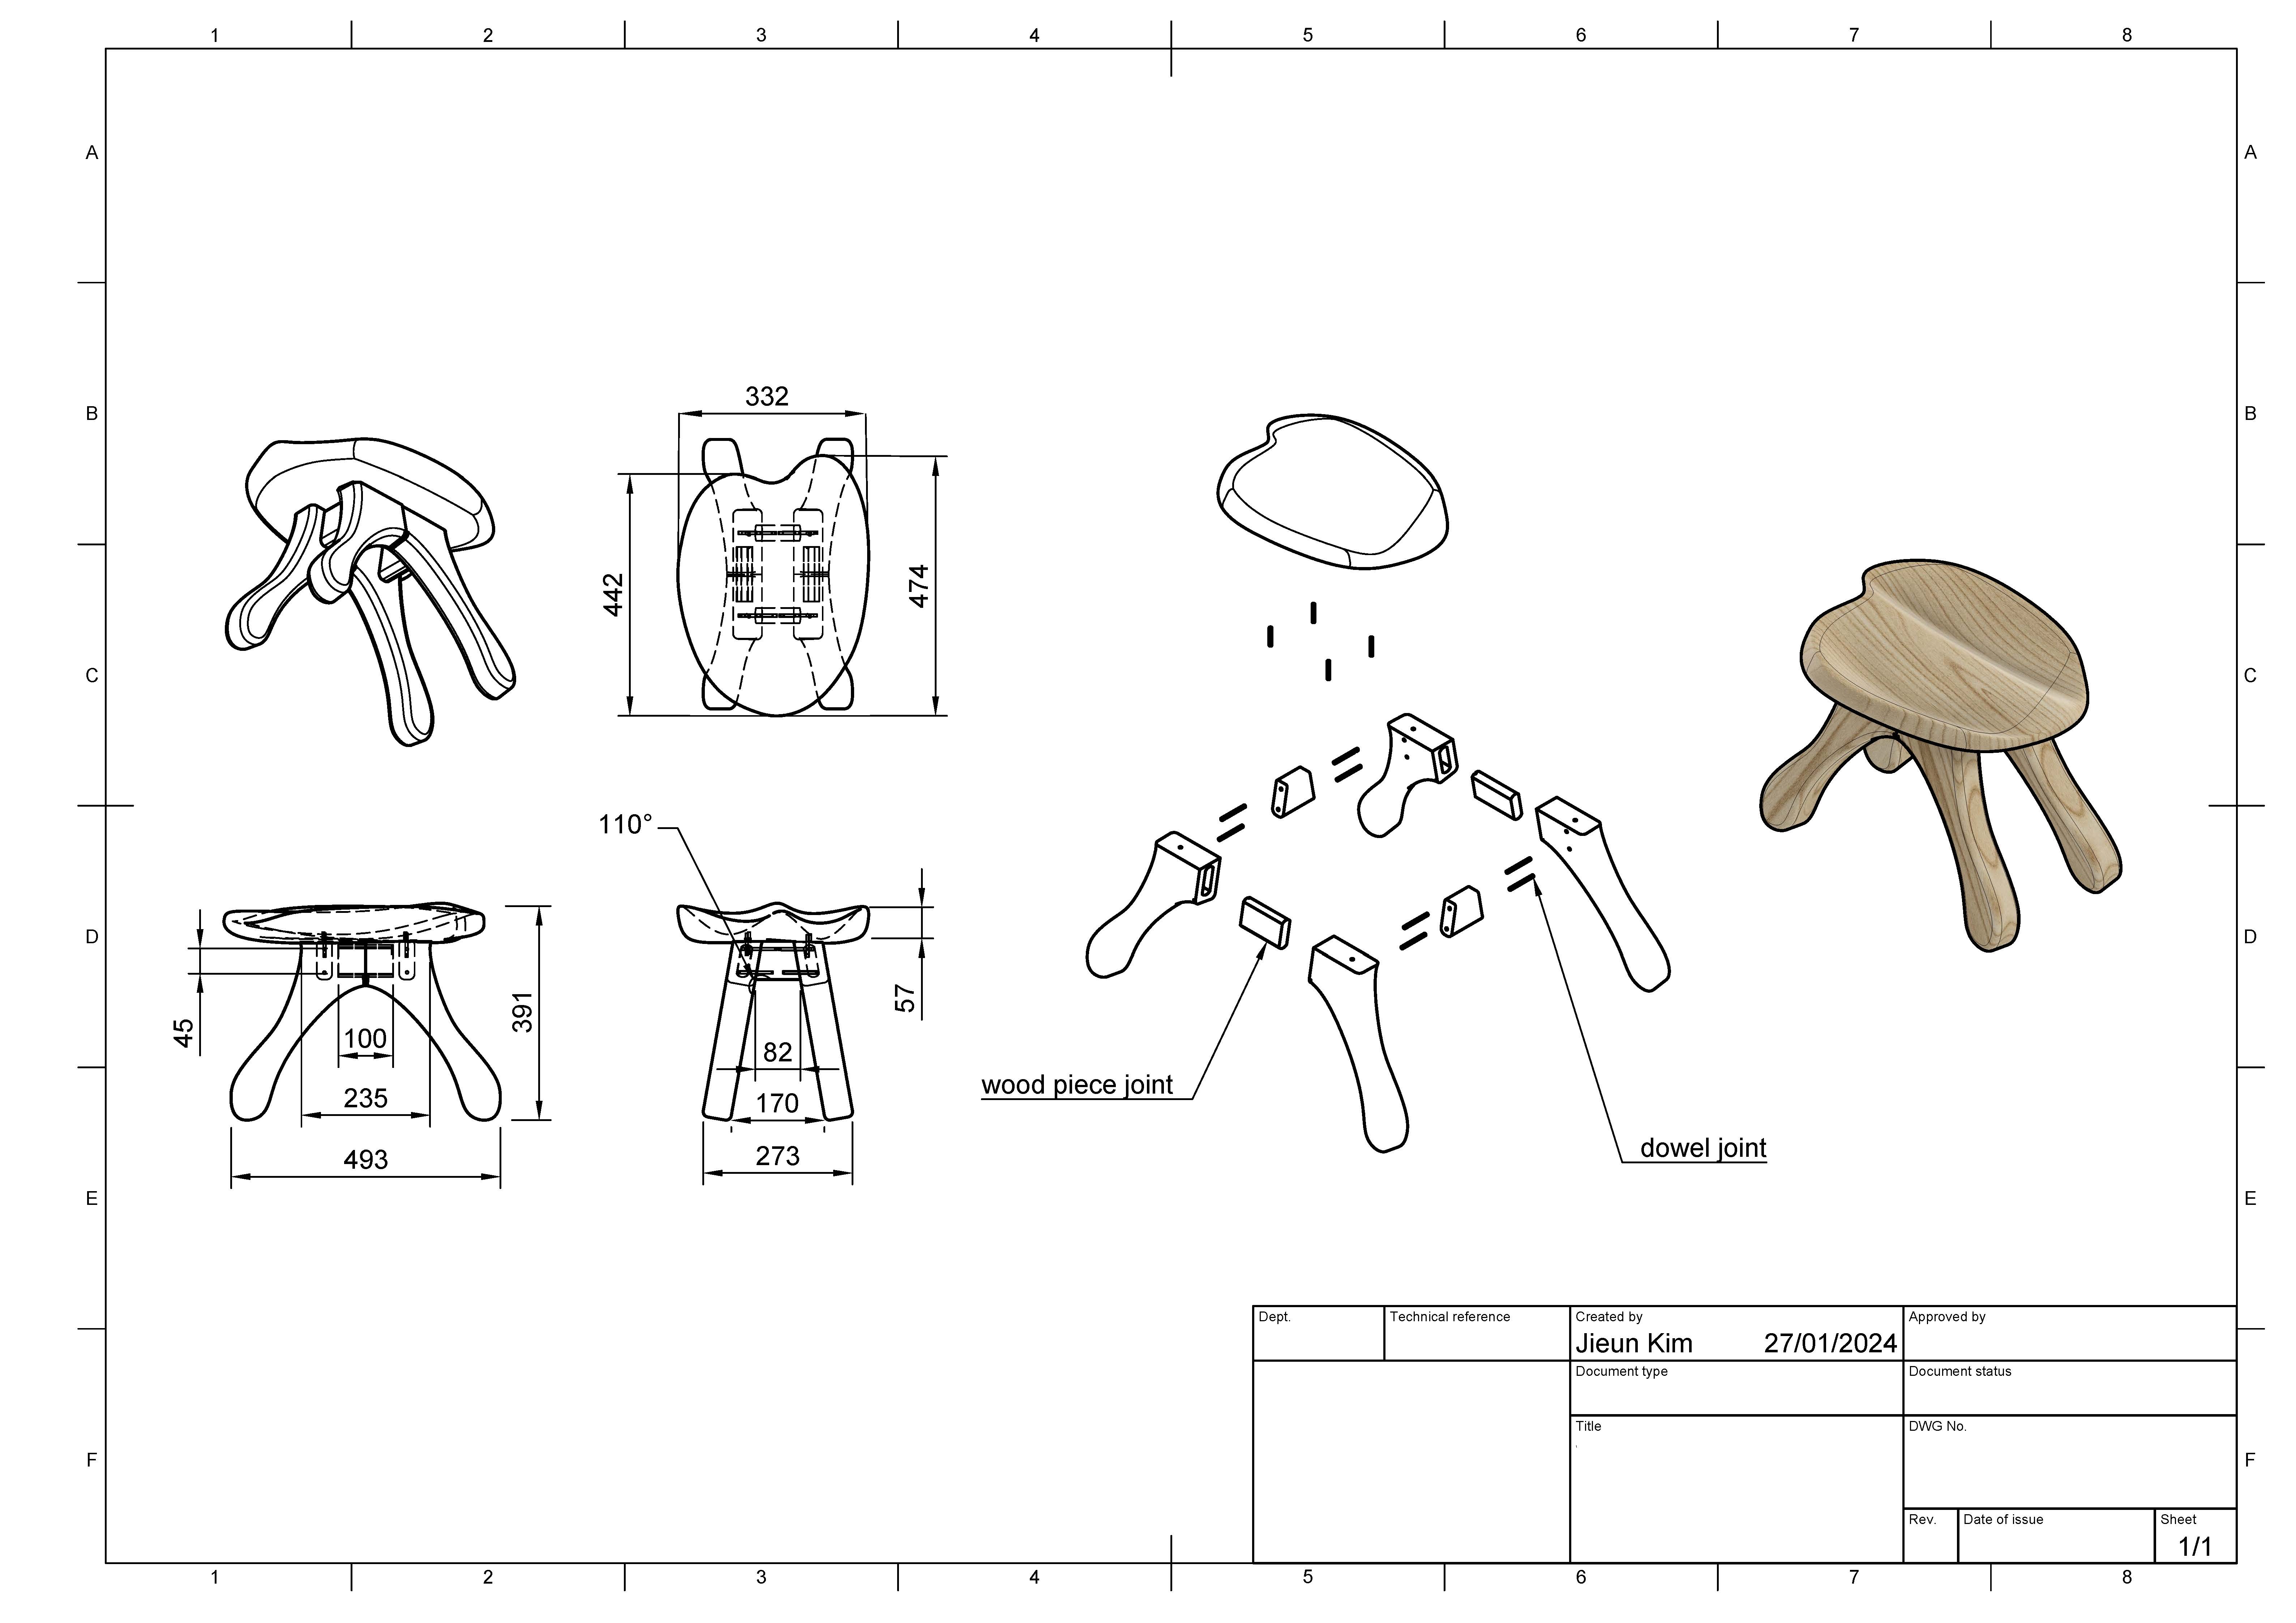 1 2 3 4 5 6 7 8
A A
B B
C C
D D
E E
F F
332
442
474
110°
45
100
235
493
391
57
82
170
273
wood piece joint
dowel joint
Dept.
Technical reference
Created by
Jieun Kim 27/01/2024
Approved by
Document type
Document status
Title
DWG No.
Rev.
Date of issue
Sheet
1/1
1 2 3 4 5 6 7 8